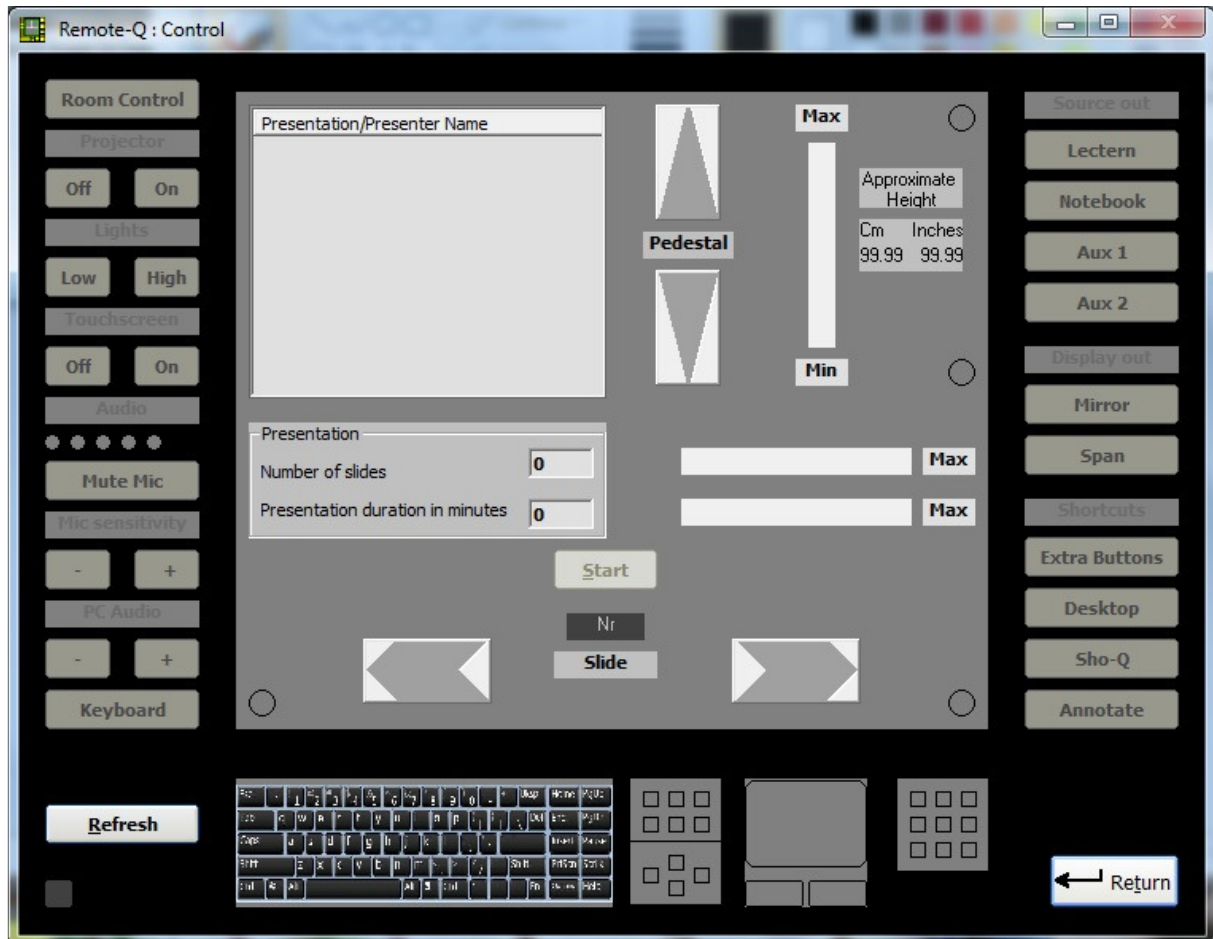 Remote-Q : Control
Room Control
Projector
Off On
Lights
Low High
Touchscreen
Off On
Audio
Mute Mic
Mic sensitivity
- +
PC Audio
- +
Keyboard
Refresh
Presentation/Presenter Name
Presentation
Number of slides 0
Presentation duration in minutes 0
Start
Nr
Slide
Pedestal
Max
Min
Approximate
Height
Cm Inches
99.99 99.99
Max
Max
Source out
Lectern
Notebook
Aux 1
Aux 2
Display out
Mirror
Span
Shortcuts
Extra Buttons
Desktop
Sho-Q
Annotate
Return